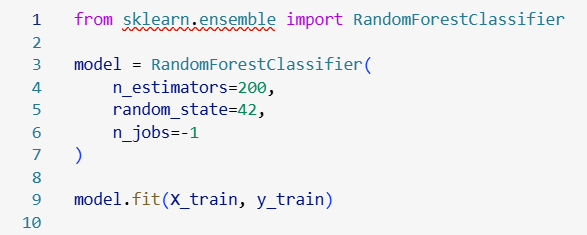 1 from sklearn.ensemble import RandomForestClassifier
2
3 model = RandomForestClassifier(
4     n_estimators=200,
5     random_state=42,
6     n_jobs=-1
7 )
8
9 model.fit(X_train, y_train)
10